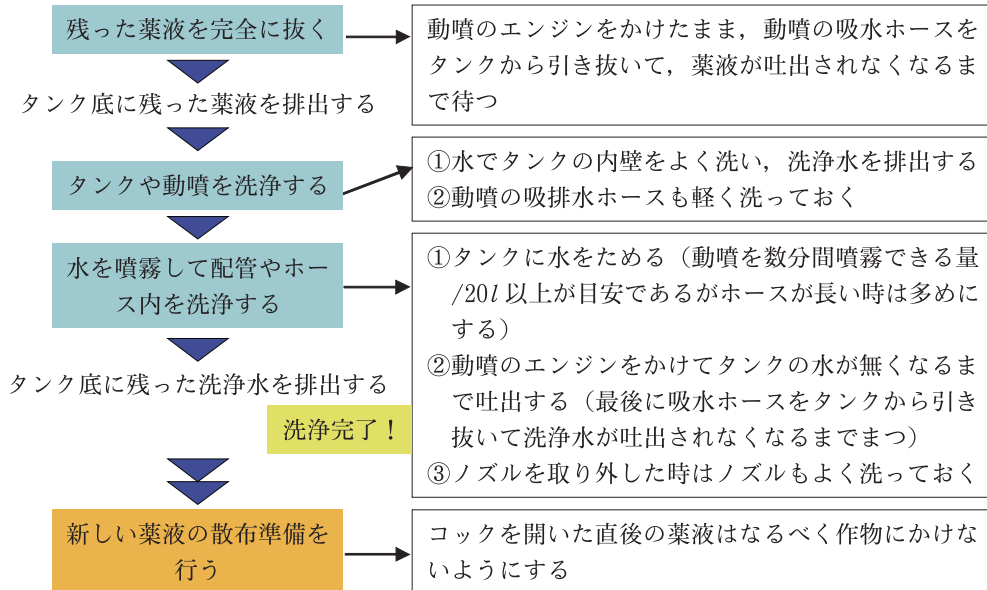 残った薬液を完全に抜く
動噴のエンジンをかけたまま，動噴の吸水ホースを
タンクから引き抜いて，薬液が吐出されなくなるま
で待つ
タンク底に残った薬液を排出する
タンクや動噴を洗浄する
①水でタンクの内壁をよく洗い，洗浄水を排出する
②動噴の吸排水ホースも軽く洗っておく
水を噴霧して配管やホー
ス内を洗浄する
①タンクに水をためる（動噴を数分間噴霧できる量
/20l以上が目安であるがホースが長い時は多めに
する）
②動噴のエンジンをかけてタンクの水が無くなるま
で吐出する（最後に吸水ホースをタンクから引き
抜いて洗浄水が吐出されなくなるまでまつ）
③ノズルを取り外した時はノズルもよく洗っておく
タンク底に残った洗浄水を排出する
洗浄完了！
新しい薬液の散布準備を
行う
コックを開いた直後の薬液はなるべく作物にかけな
いようにする